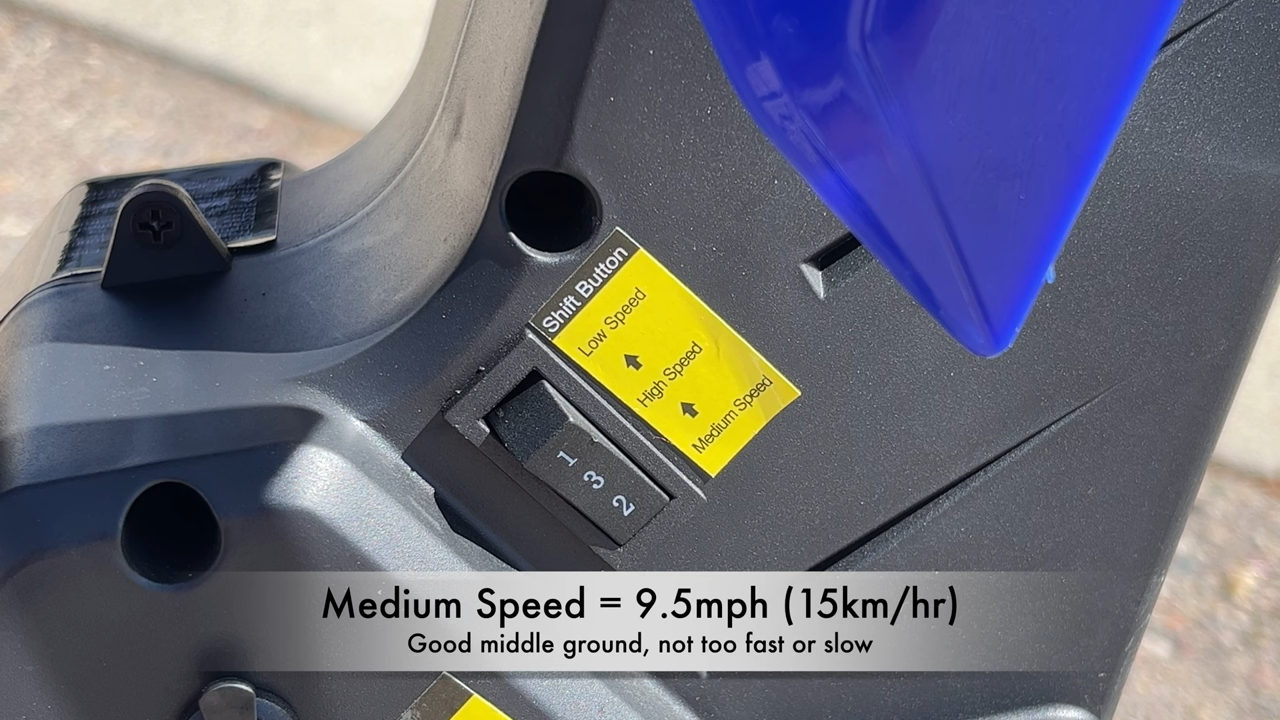 Shift Button
Low Speed
High Speed
Medium Speed
1
3
2
Medium Speed = 9.5mph (15km/hr)
Good middle ground, not too fast or slow